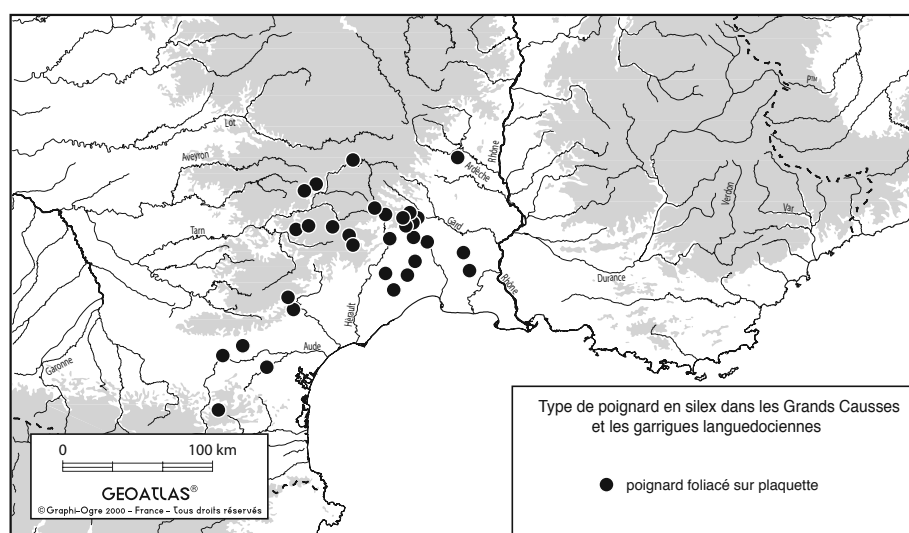 Lot
Aveyron
Ardèche
Rhône
Pô
Verdon
Var
Tarn
Gard
Durance
Rhône
Hérault
Aude
Garonne
Type de poignard en silex dans les Grands Causses
et les garrigues languedociennes
poignard foliacé sur plaquette
0 100 km
GEOATLAS®
© Graphi-Ogre 2000 - France - Tous droits réservés